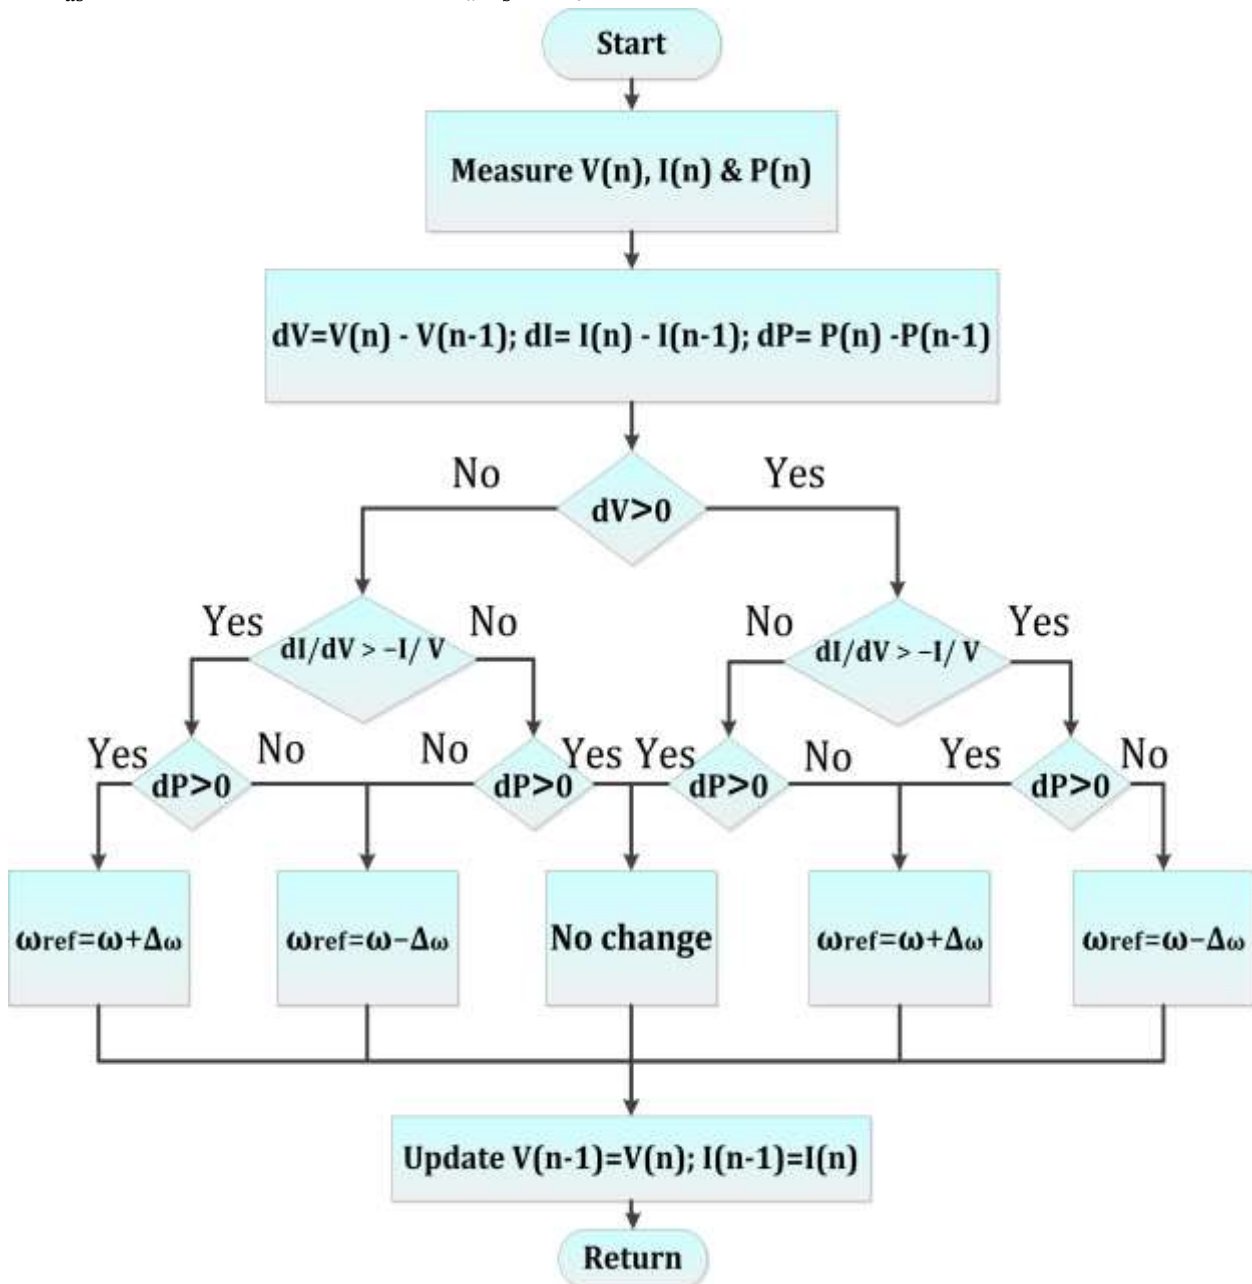 Start
Measure V(n), I(n) & P(n)
dV=V(n) - V(n-1); dI= I(n) - I(n-1); dP= P(n) -P(n-1)
No
Yes
dV>0
Yes
No
No
Yes
dI/dV > −I/ V
dI/dV > −I/ V
Yes
No
No
Yes
Yes
No
Yes
No
dP>0
dP>0
dP>0
dP>0
ωref=ω+Δω
ωref=ω−Δω
No change
ωref=ω+Δω
ωref=ω−Δω
Update V(n-1)=V(n); I(n-1)=I(n)
Return